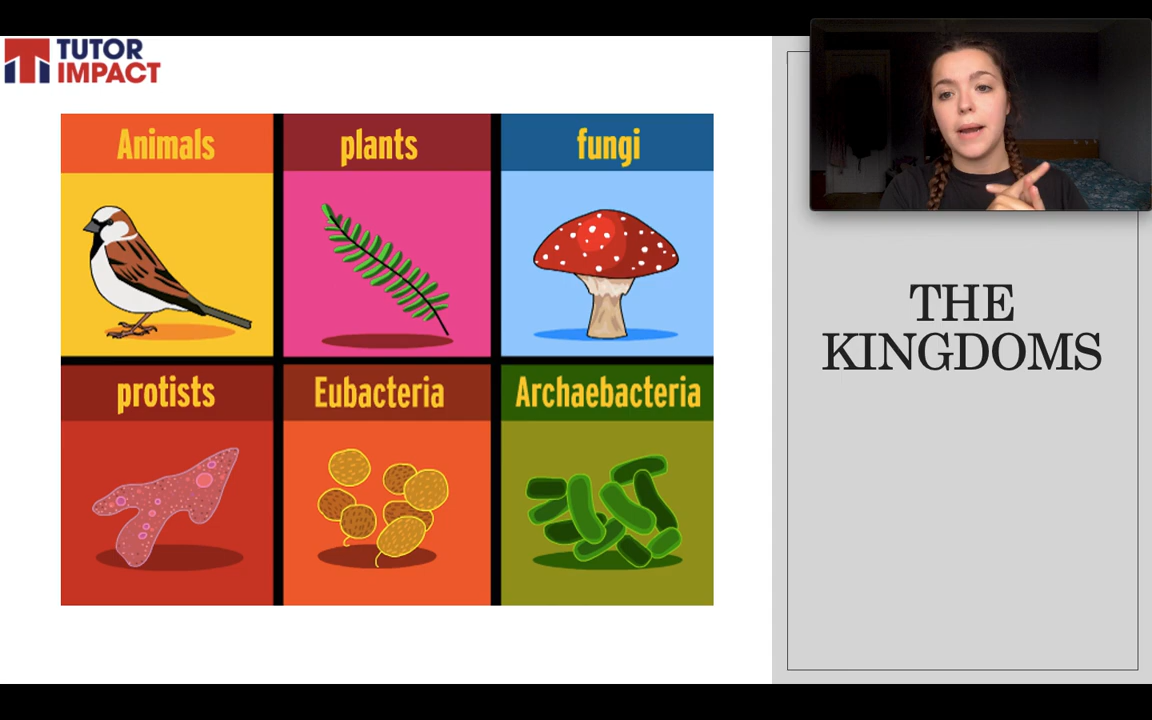 TUTOR
IMPACT
Animals
plants
fungi
protists
Eubacteria
Archaebacteria
THE
KINGDOMS